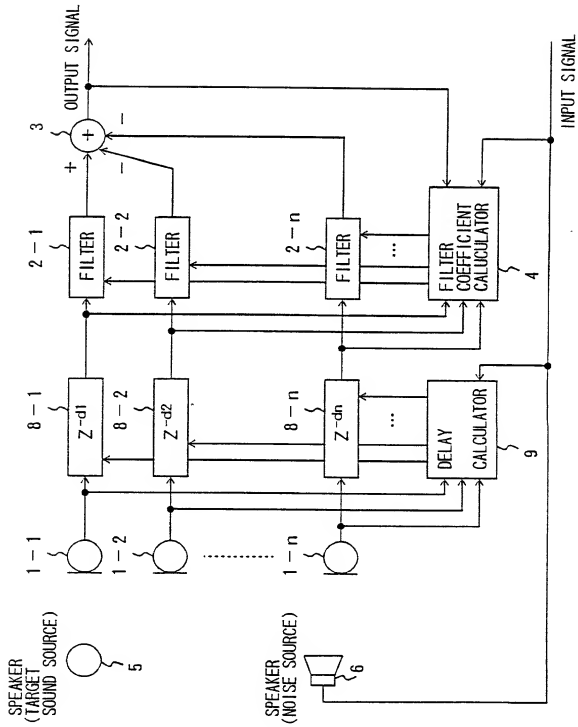 SPEAKER
(TARGET
SOUND SOURCE)
5
SPEAKER
(NOISE SOURCE)
6
1-1
1-2
1-n
8-1
Z-d1
8-2
Z-d2
8-n
Z-dn
...
DELAY
CALCULATOR
9
2-1
FILTER
2-2
FILTER
2-n
FILTER
...
FILTER
COEFFICIENT
CALUCULATOR
4
3
+
+
−
−
OUTPUT SIGNAL
INPUT SIGNAL